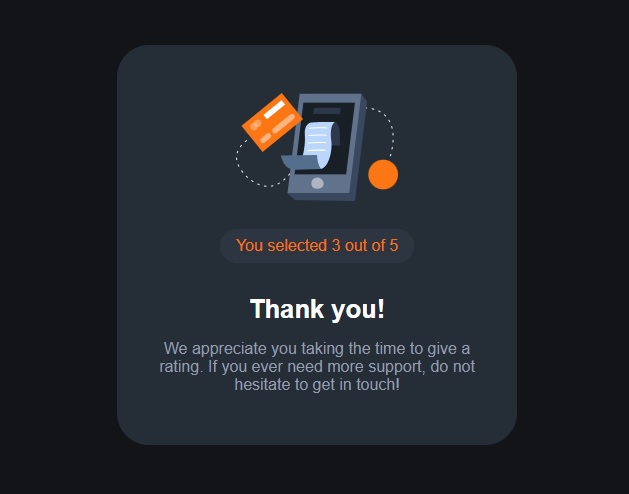 You selected 3 out of 5
Thank you!
We appreciate you taking the time to give a
rating. If you ever need more support, do not
hesitate to get in touch!